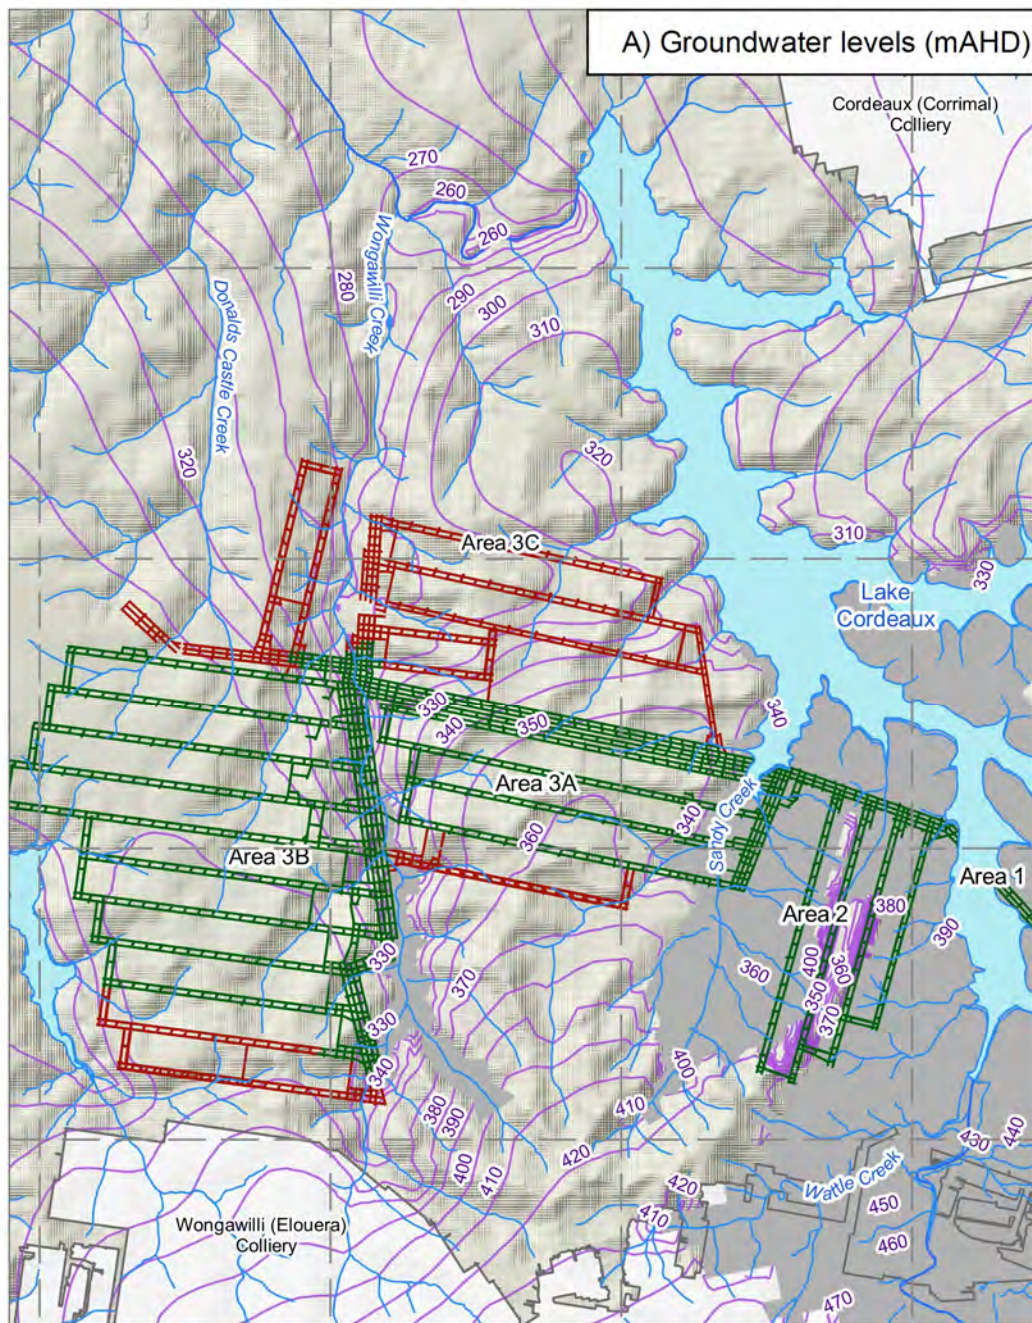 A) Groundwater levels (mAHD)
Cordeaux (Corrimal)
Colliery
270
260
260
Wongawilli Creek
280
Donalds Castle Creek
290
300
310
320
320
310
330
Area 3C
Lake
Cordeaux
330
340
350
340
Area 3A
340
Sandy Creek
360
Area 3B
Area 1
Area 2
380
390
330
370
360
400
360
350
370
330
340
400
380
390
410
400
410
420
430
440
Wattle Creek
420
410
450
460
Wongawilli (Elouera)
Colliery
470